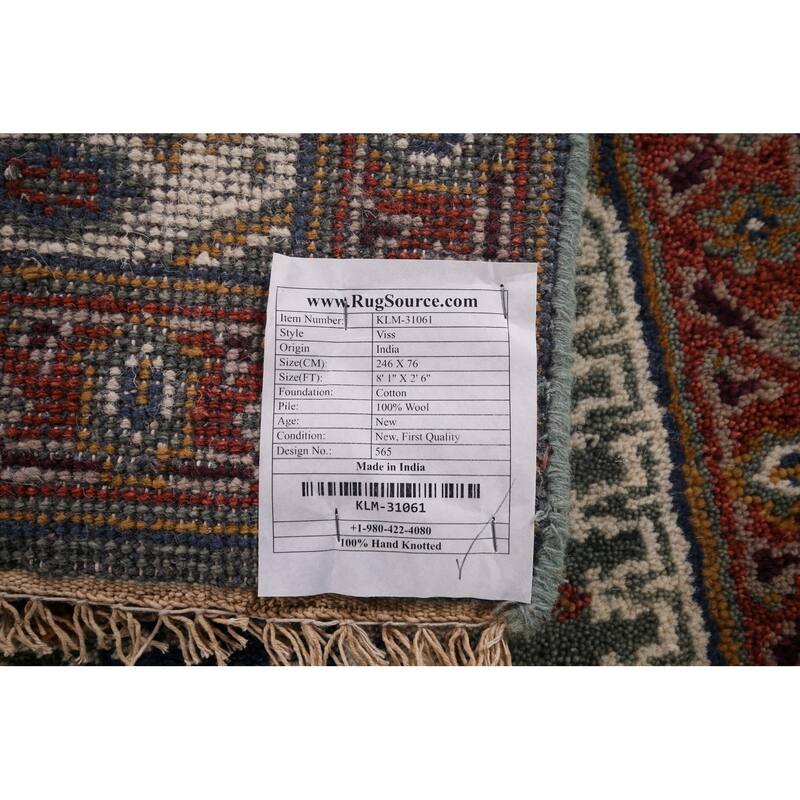 www.RugSource.com
Item Number: KLM-31061
Style Viss
Origin India
Size(CM): 246 X 76
Size(FT): 8' 1" X 2' 6"
Foundation: Cotton
Pile: 100% Wool
Age: New
Condition: New, First Quality
Design No.: 565
Made in India
KLM-31061
+1-980-422-4080
100% Hand Knotted